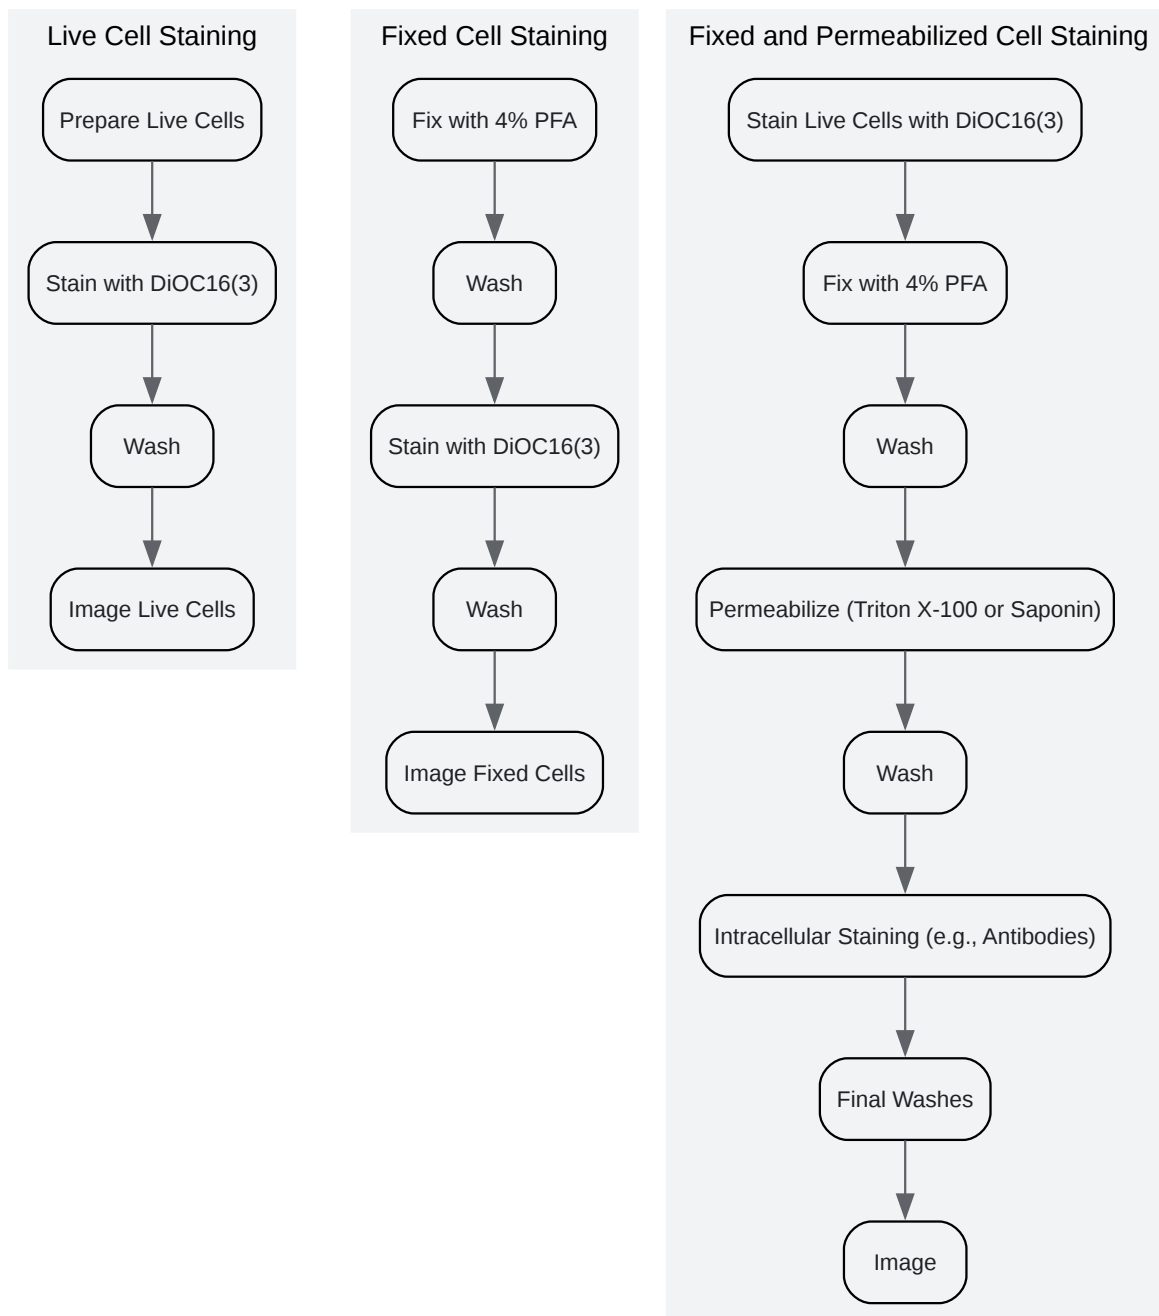 Live Cell Staining
Prepare Live Cells
Stain with DiOC16(3)
Wash
Image Live Cells
Fixed Cell Staining
Fix with 4% PFA
Wash
Stain with DiOC16(3)
Wash
Image Fixed Cells
Fixed and Permeabilized Cell Staining
Stain Live Cells with DiOC16(3)
Fix with 4% PFA
Wash
Permeabilize (Triton X-100 or Saponin)
Wash
Intracellular Staining (e.g., Antibodies)
Final Washes
Image